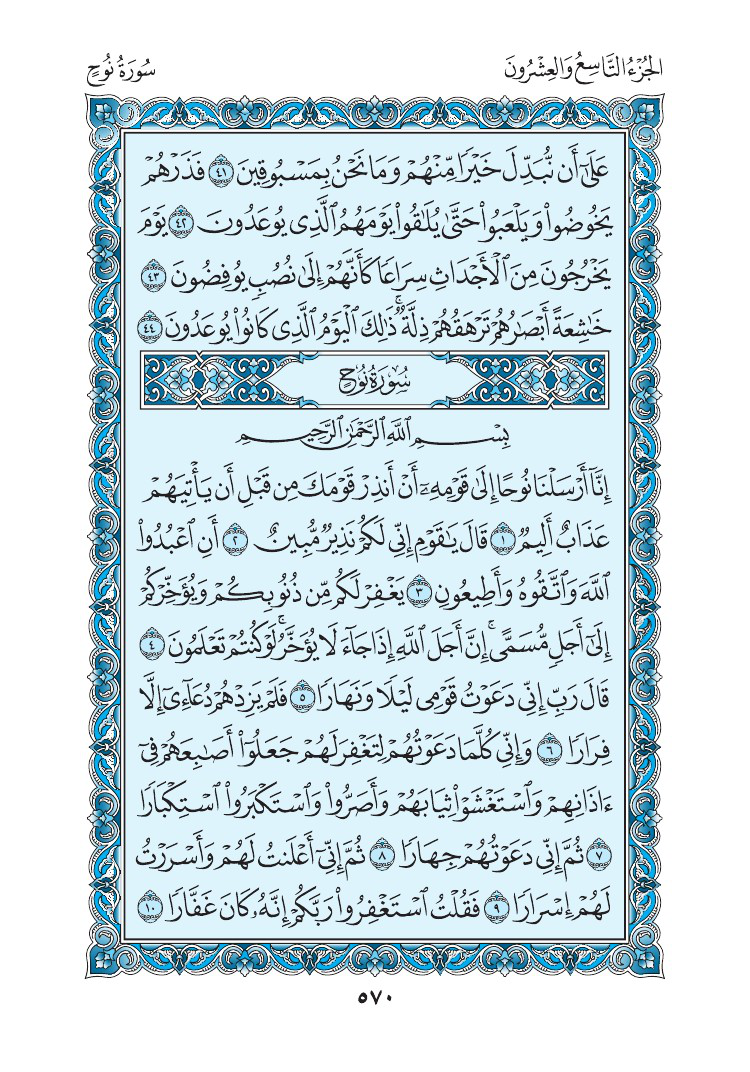 الجُزْءُ التَّاسِعُ وَالعِشْرُونَ
سُورَةُ نُوحٍ
عَلَىٰٓ أَن نُّبَدِّلَ خَيْرًا مِّنْهُمْ وَمَا نَحْنُ بِمَسْبُوقِينَ ٤١ فَذَرْهُمْ
يَخُوضُوا۟ وَيَلْعَبُوا۟ حَتَّىٰ يُلَٰقُوا۟ يَوْمَهُمُ ٱلَّذِى يُوعَدُونَ ٤٢ يَوْمَ
يَخْرُجُونَ مِنَ ٱلْأَجْدَاثِ سِرَاعًا كَأَنَّهُمْ إِلَىٰ نُصُبٍ يُوفِضُونَ ٤٣
خَٰشِعَةً أَبْصَٰرُهُمْ تَرْهَقُهُمْ ذِلَّةٌ ۚ ذَٰلِكَ ٱلْيَوْمُ ٱلَّذِى كَانُوا۟ يُوعَدُونَ ٤٤
سُورَةُ نُوحٍ
بِسْمِ ٱللَّهِ ٱلرَّحْمَٰنِ ٱلرَّحِيمِ
إِنَّآ أَرْسَلْنَا نُوحًا إِلَىٰ قَوْمِهِۦٓ أَنْ أَنذِرْ قَوْمَكَ مِن قَبْلِ أَن يَأْتِيَهُمْ
عَذَابٌ أَلِيمٌ ١ قَالَ يَٰقَوْمِ إِنِّى لَكُمْ نَذِيرٌ مُّبِينٌ ٢ أَنِ ٱعْبُدُوا۟
ٱللَّهَ وَٱتَّقُوهُ وَأَطِيعُونِ ٣ يَغْفِرْ لَكُم مِّن ذُنُوبِكُمْ وَيُؤَخِّرْكُمْ
إِلَىٰٓ أَجَلٍ مُّسَمًّى ۚ إِنَّ أَجَلَ ٱللَّهِ إِذَا جَآءَ لَا يُؤَخَّرُ ۖ لَوْ كُنتُمْ تَعْلَمُونَ ٤
قَالَ رَبِّ إِنِّى دَعَوْتُ قَوْمِى لَيْلًا وَنَهَارًا ٥ فَلَمْ يَزِدْهُمْ دُعَآءِىٓ إِلَّا
فِرَارًا ٦ وَإِنِّى كُلَّمَا دَعَوْتُهُمْ لِتَغْفِرَ لَهُمْ جَعَلُوٓا۟ أَصَٰبِعَهُمْ فِىٓ
ءَاذَانِهِمْ وَٱسْتَغْشَوْا۟ ثِيَابَهُمْ وَأَصَرُّوا۟ وَٱسْتَكْبَرُوا۟ ٱسْتِكْبَارًا
٧ ثُمَّ إِنِّى دَعَوْتُهُمْ جِهَارًا ٨ ثُمَّ إِنِّىٓ أَعْلَنتُ لَهُمْ وَأَسْرَرْتُ
لَهُمْ إِسْرَارًا ٩ فَقُلْتُ ٱسْتَغْفِرُوا۟ رَبَّكُمْ إِنَّهُۥ كَانَ غَفَّارًا ١٠
٥٧٠